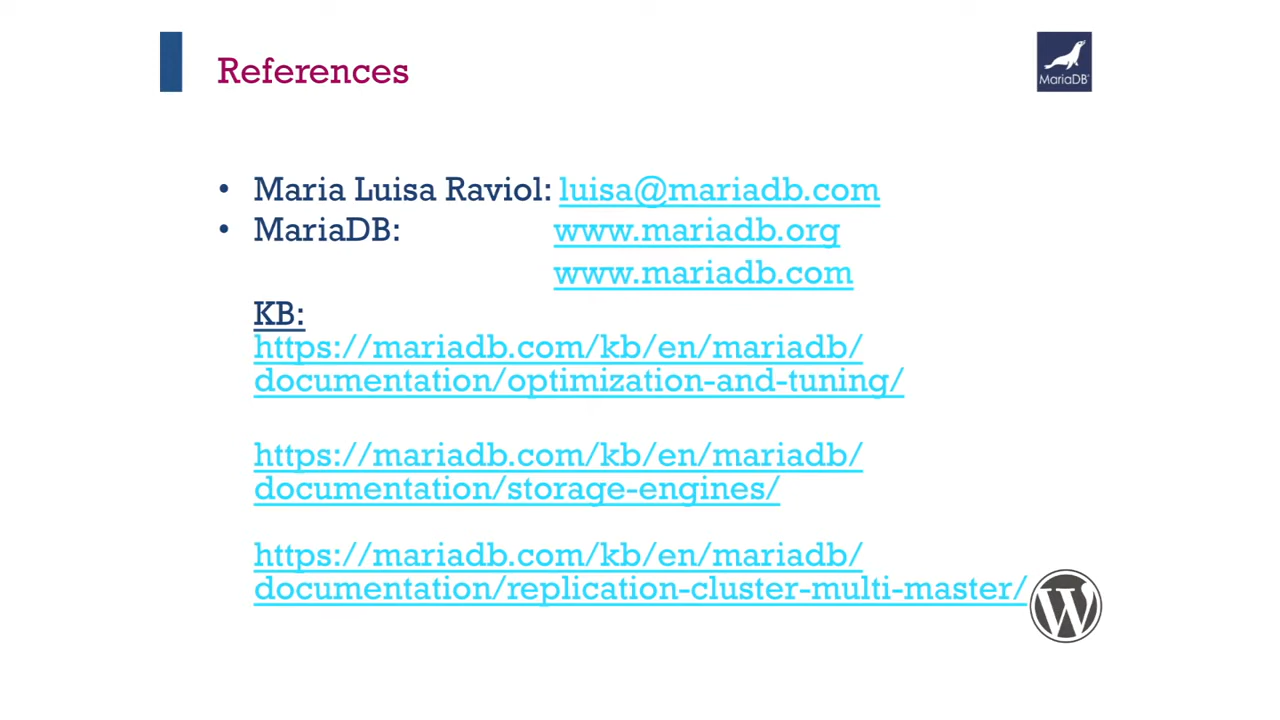 References
MariaDB
• Maria Luisa Raviol: luisa@mariadb.com
• MariaDB: www.mariadb.org
www.mariadb.com
KB:
https://mariadb.com/kb/en/mariadb/
documentation/optimization-and-tuning/
https://mariadb.com/kb/en/mariadb/
documentation/storage-engines/
https://mariadb.com/kb/en/mariadb/
documentation/replication-cluster-multi-master/
W